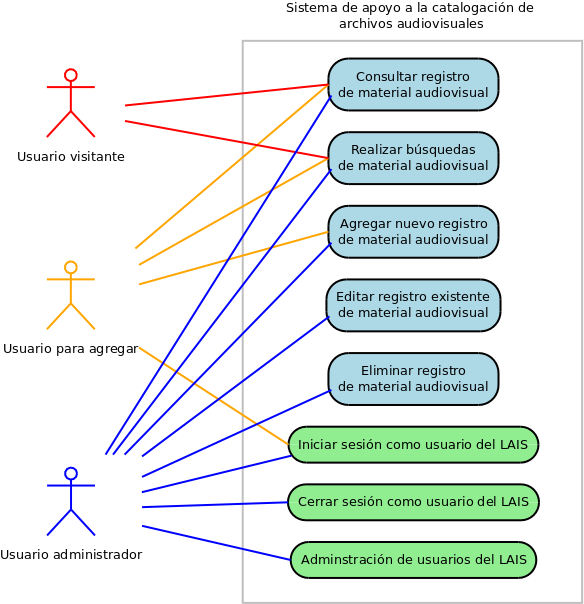 Sistema de apoyo a la catalogación de
archivos audiovisuales
Consultar registro
de material audiovisual
Usuario visitante
Realizar búsquedas
de material audiovisual
Agregar nuevo registro
de material audiovisual
Editar registro existente
de material audiovisual
Usuario para agregar
Eliminar registro
de material audiovisual
Iniciar sesión como usuario del LAIS
Cerrar sesión como usuario del LAIS
Usuario administrador
Adminstración de usuarios del LAIS